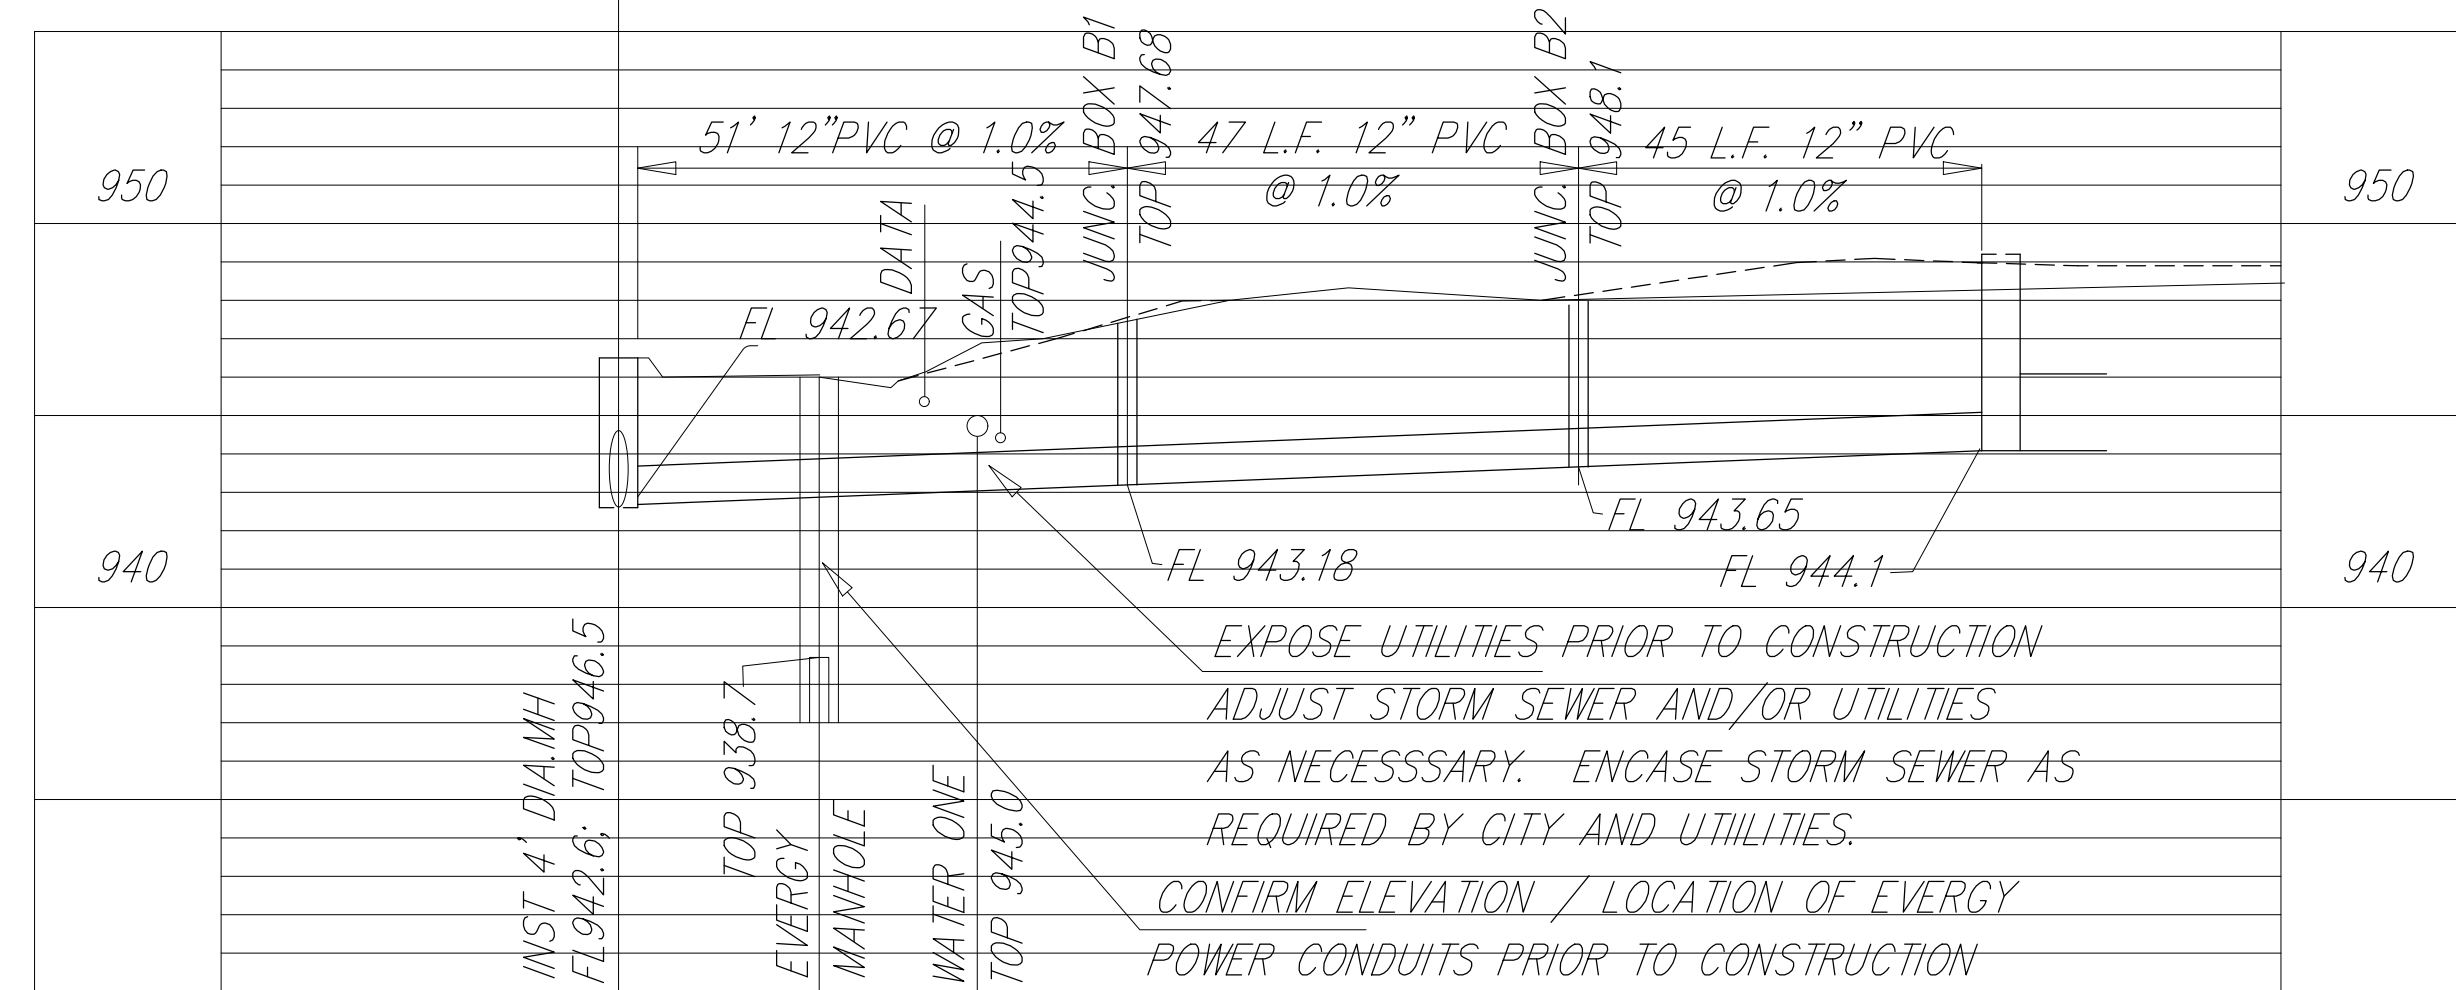 51' 12"PVC @ 1.0%
JUNC. BOX B1
TOP 947.68
47 L.F. 12" PVC
@ 1.0%
JUNC. BOX B2
TOP 948.1
45 L.F. 12" PVC
@ 1.0%
950
950
DATA
GAS
TOP944.5
FL 942.67
FL 943.65
FL 943.18
FL 944.1
940
940
EXPOSE UTILITIES PRIOR TO CONSTRUCTION
ADJUST STORM SEWER AND/OR UTILITIES
AS NECESSSARY. ENCASE STORM SEWER AS
REQUIRED BY CITY AND UTIILITIES.
CONFIRM ELEVATION / LOCATION OF EVERGY
POWER CONDUITS PRIOR TO CONSTRUCTION
INST 4' DIA.MH
FL942.6; TOP946.5
TOP 938.7
EVERGY
MANHOLE
WATER ONE
TOP 945.0